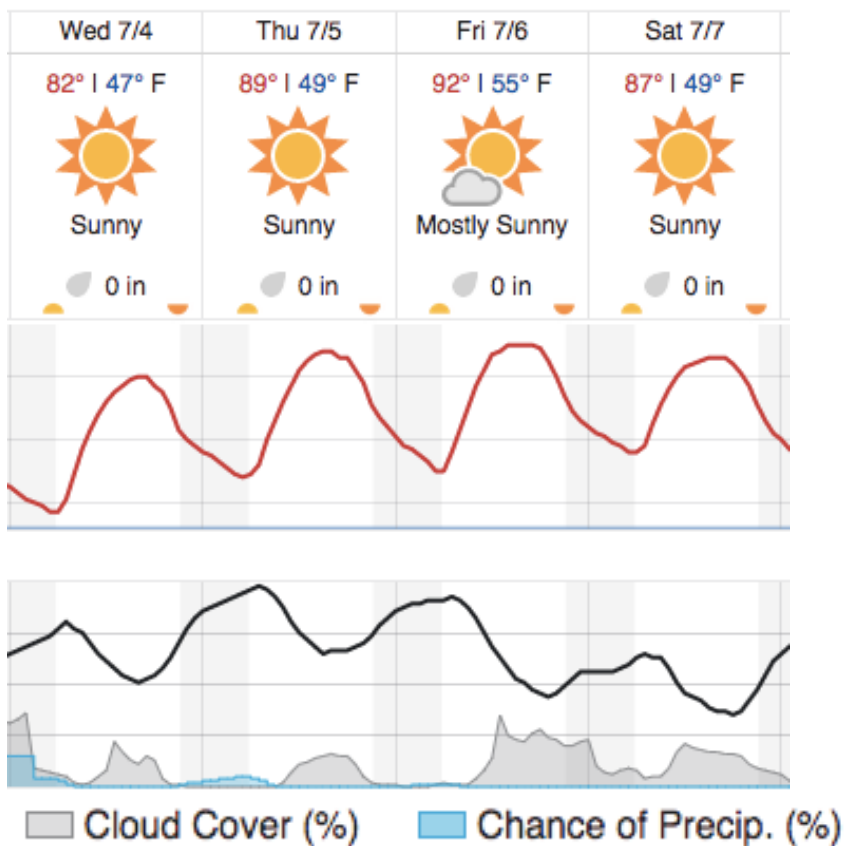 Wed 7/4 Thu 7/5 Fri 7/6 Sat 7/7
82° | 47° F 89° | 49° F 92° | 55° F 87° | 49° F
Sunny Sunny Mostly Sunny Sunny
0 in 0 in 0 in 0 in
Cloud Cover (%) Chance of Precip. (%)